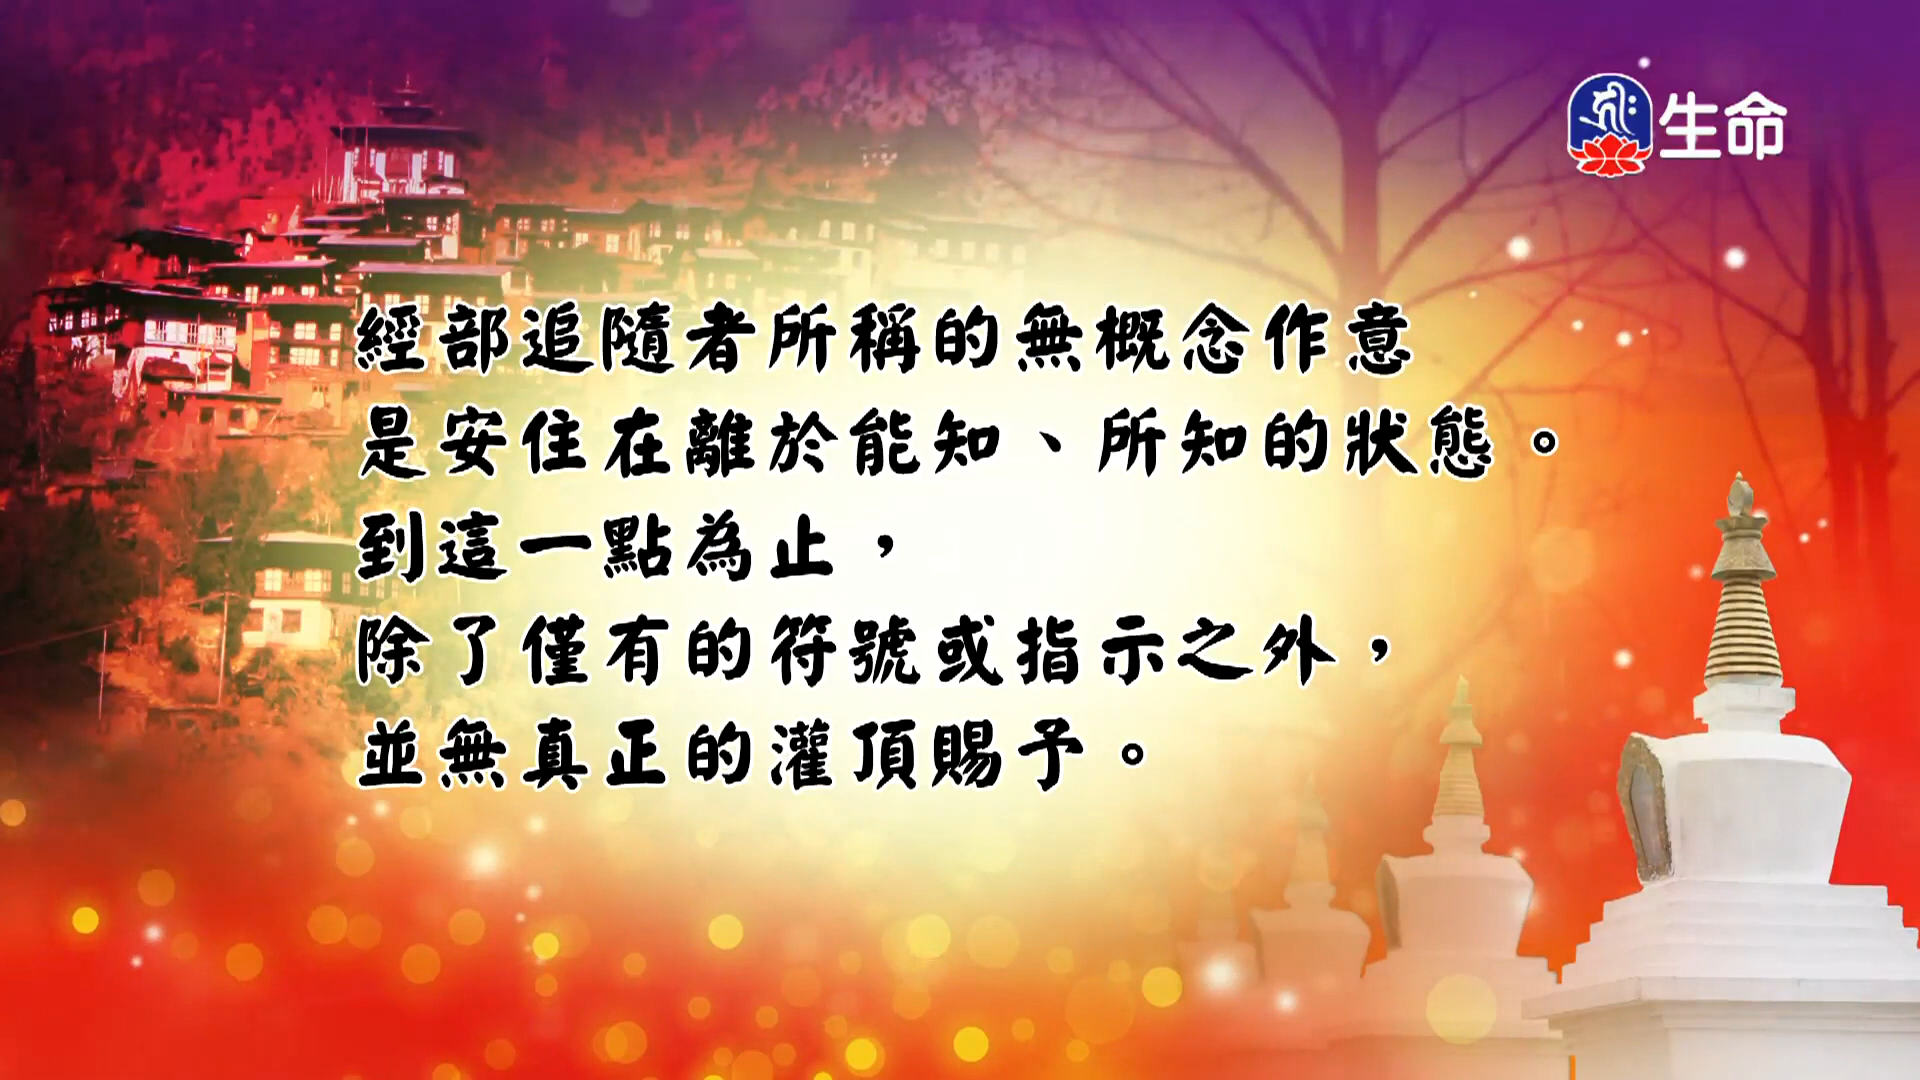 生命
經部追隨者所稱的無概念作意
是安住在離於能知、所知的狀態。
到這一點為止，
除了僅有的符號或指示之外，
並無真正的灌頂賜予。